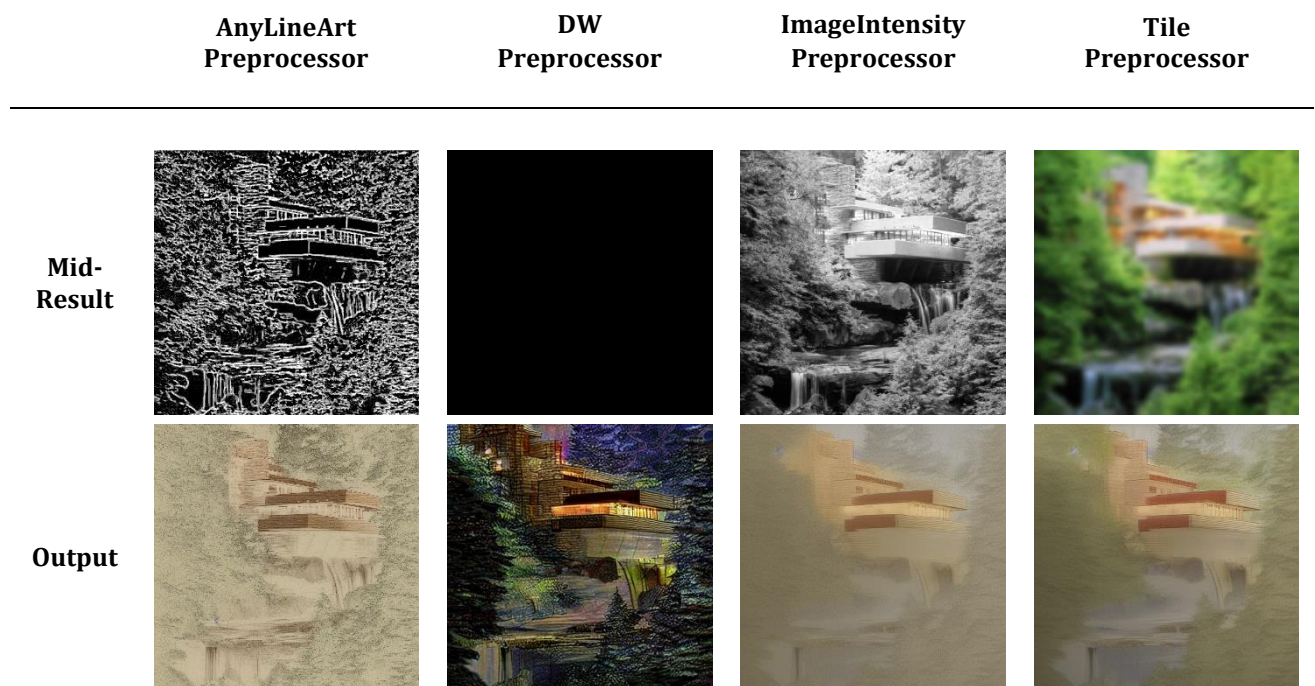 AnyLineArt
Preprocessor
DW
Preprocessor
ImageIntensity
Preprocessor
Tile
Preprocessor
Mid-
Result
Output